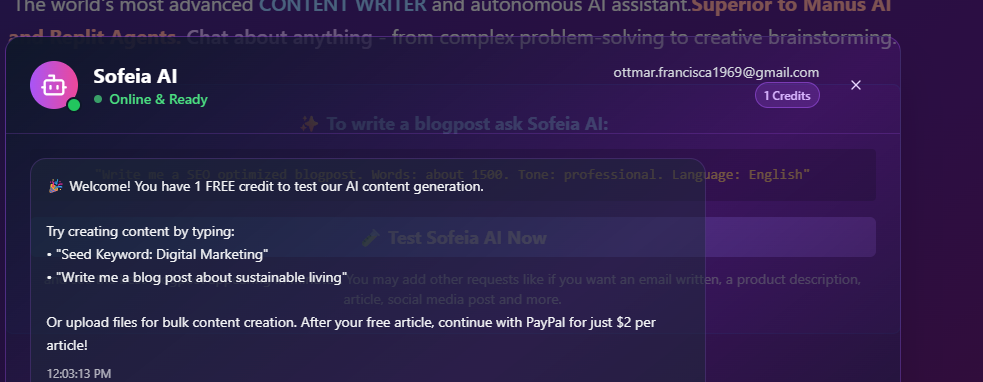 The world's most advanced CONTENT WRITER and autonomous AI assistant.Superior to Manus AI
and Replit Agents. Chat about anything - from complex problem-solving to creative brainstorming.
Sofeia AI
Online & Ready
ottmar.francisca1969@gmail.com
1 Credits
✨ To write a blogpost ask Sofeia AI:
"Write me a SEO optimized blogpost. Words: about 1500. Tone: professional. Language: English"
🎉 Welcome! You have 1 FREE credit to test our AI content generation.
Try creating content by typing:
Test Sofeia AI Now
• "Seed Keyword: Digital Marketing"
• "Write me a blog post about sustainable living"
You may add other requests like if you want an email written, a product description,
article, social media post and more.
Or upload files for bulk content creation. After your free article, continue with PayPal for just $2 per
article!
12:03:13 PM